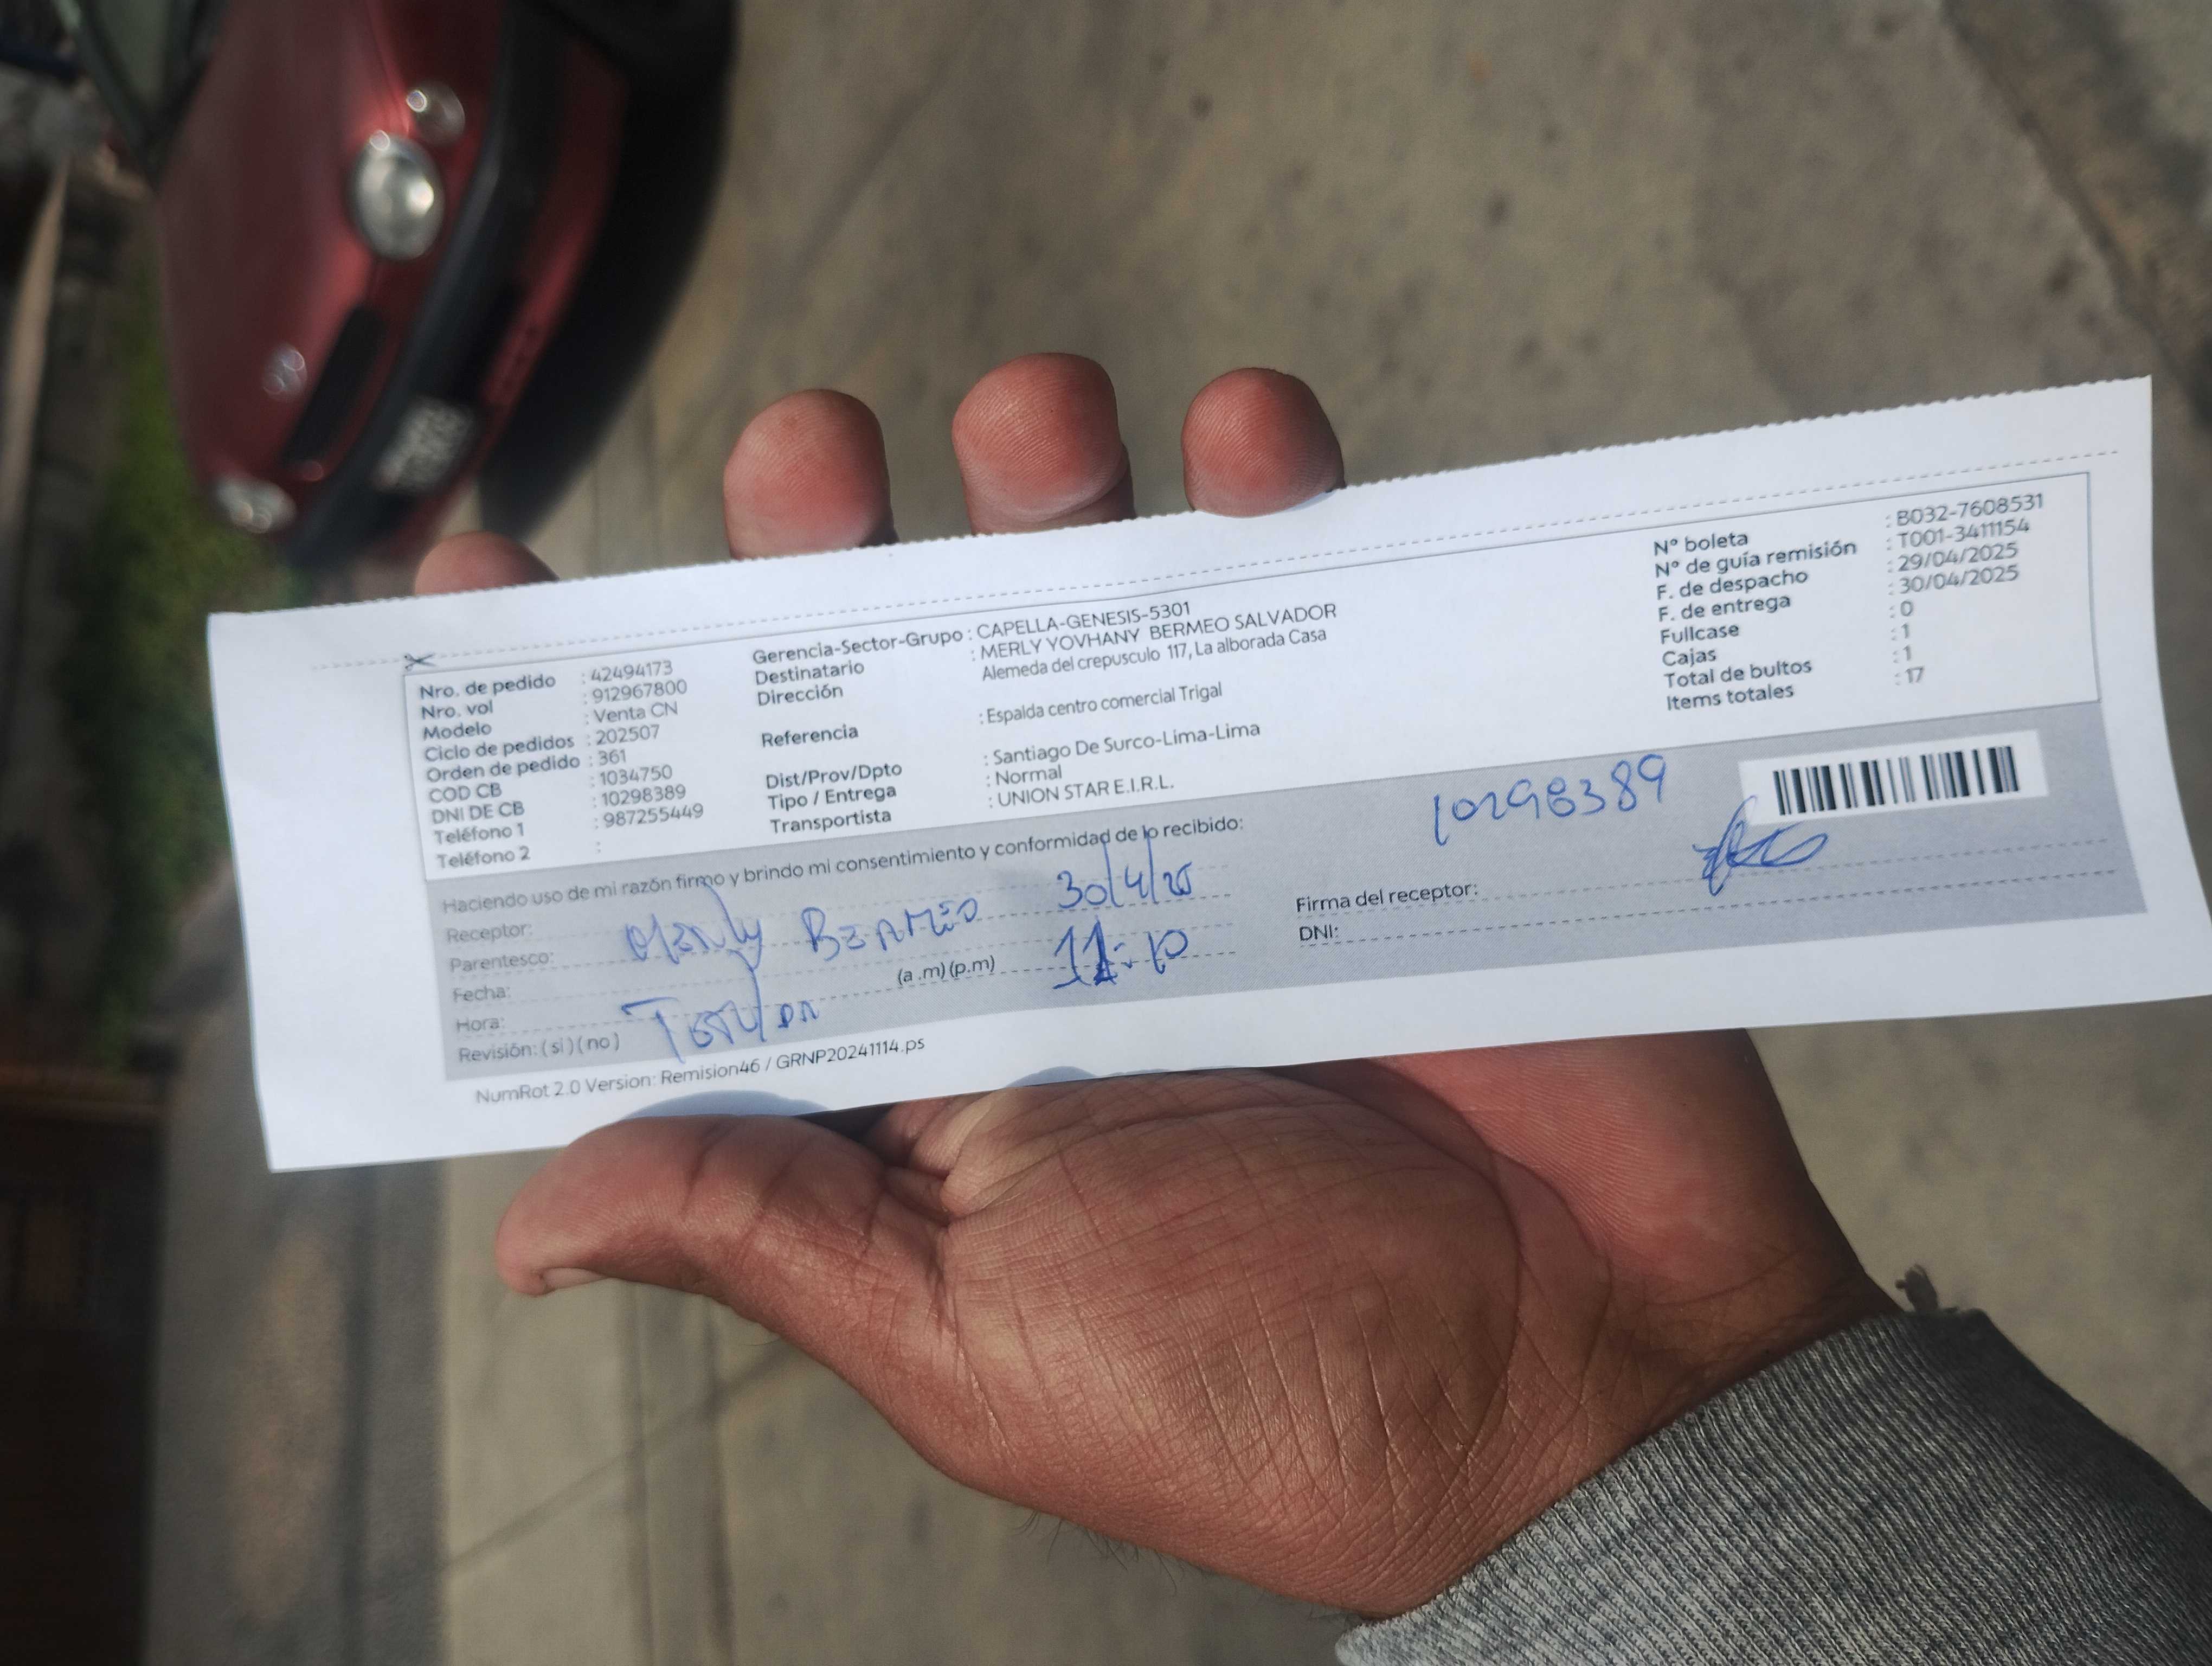 Nro. de pedido : 42494173
Nro. vol : 912967800
Modelo : Venta CN
Ciclo de pedidos : 202507
Orden de pedido : 361
COD CB : 1034750
DNI DE CB : 10298389
Teléfono 1 : 987255449
Teléfono 2 :
Gerencia-Sector-Grupo : CAPELLA-GENESIS-5301
Destinatario : MERLY YOVHANY BERMEO SALVADOR
Dirección Alemeda del crepusculo 117, La alborada Casa
Referencia : Espalda centro comercial Trigal
Dist/Prov/Dpto : Santiago De Surco-Lima-Lima
Tipo / Entrega : Normal
Transportista : UNION STAR E.I.R.L.
N° boleta : B032-7608531
N° de guía remisión : T001-3411154
F. de despacho : 29/04/2025
F. de entrega : 30/04/2025
Fullcase : 0
Cajas : 1
Total de bultos : 1
Items totales : 17
Haciendo uso de mi razón firmo y brindo mi consentimiento y conformidad de lo recibido:
Receptor:
Parentesco: Merly Bermeo 30/4/25
Fecha:
Hora: (a .m) (p.m) 11:10
Revisión: ( si ) ( no ) Titular
10298389
Firma del receptor:
DNI:
NumRot 2.0 Version: Remision46 / GRNP20241114.ps